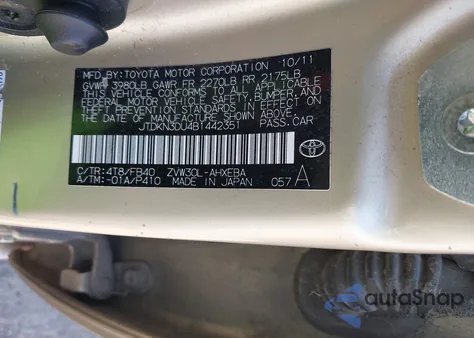 MFD. BY: TOYOTA MOTOR CORPORATION 10/11
GVWR 3980LB GAWR FR 2270LB RR 2175LB
THIS VEHICLE CONFORMS TO ALL APPLICABLE
FEDERAL MOTOR VEHICLE SAFETY,
BUMPER, AND THEFT PREVENTION STANDARDS
IN EFFECT ON THE DATE OF
MANUFACTURE SHOWN ABOVE.
JTDKN3DU4B1442351 PASS.CAR
C/TR: 4T8/FB40 ZVW30L-AHXEBA
A/TM: -01A/P410 MADE IN JAPAN 057 A
autoSnap